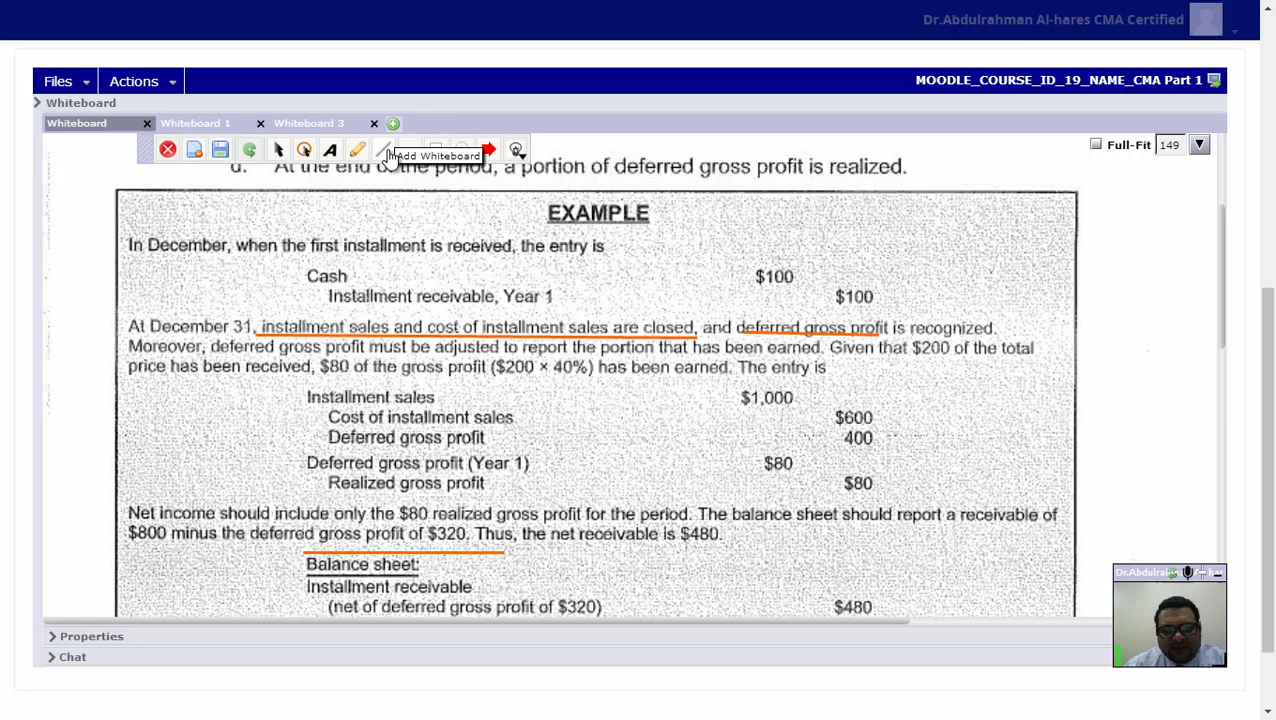 Dr.Abdulrahman Al-hares CMA Certified
Files Actions MOODLE_COURSE_ID_19_NAME_CMA Part 1
Whiteboard
Whiteboard Whiteboard 1 Whiteboard 3
Add Whiteboard
Full-Fit 149
d. At the end of the period, a portion of deferred gross profit is realized.
EXAMPLE
In December, when the first installment is received, the entry is
Cash $100
Installment receivable, Year 1 $100
At December 31, installment sales and cost of installment sales are closed, and deferred gross profit is recognized.
Moreover, deferred gross profit must be adjusted to report the portion that has been earned. Given that $200 of the total
price has been received, $80 of the gross profit ($200 × 40%) has been earned. The entry is
Installment sales $1,000
Cost of installment sales $600
Deferred gross profit 400
Deferred gross profit (Year 1) $80
Realized gross profit $80
Net income should include only the $80 realized gross profit for the period. The balance sheet should report a receivable of
$800 minus the deferred gross profit of $320. Thus, the net receivable is $480.
Balance sheet:
Installment receivable
(net of deferred gross profit of $320) $480
Properties
Chat